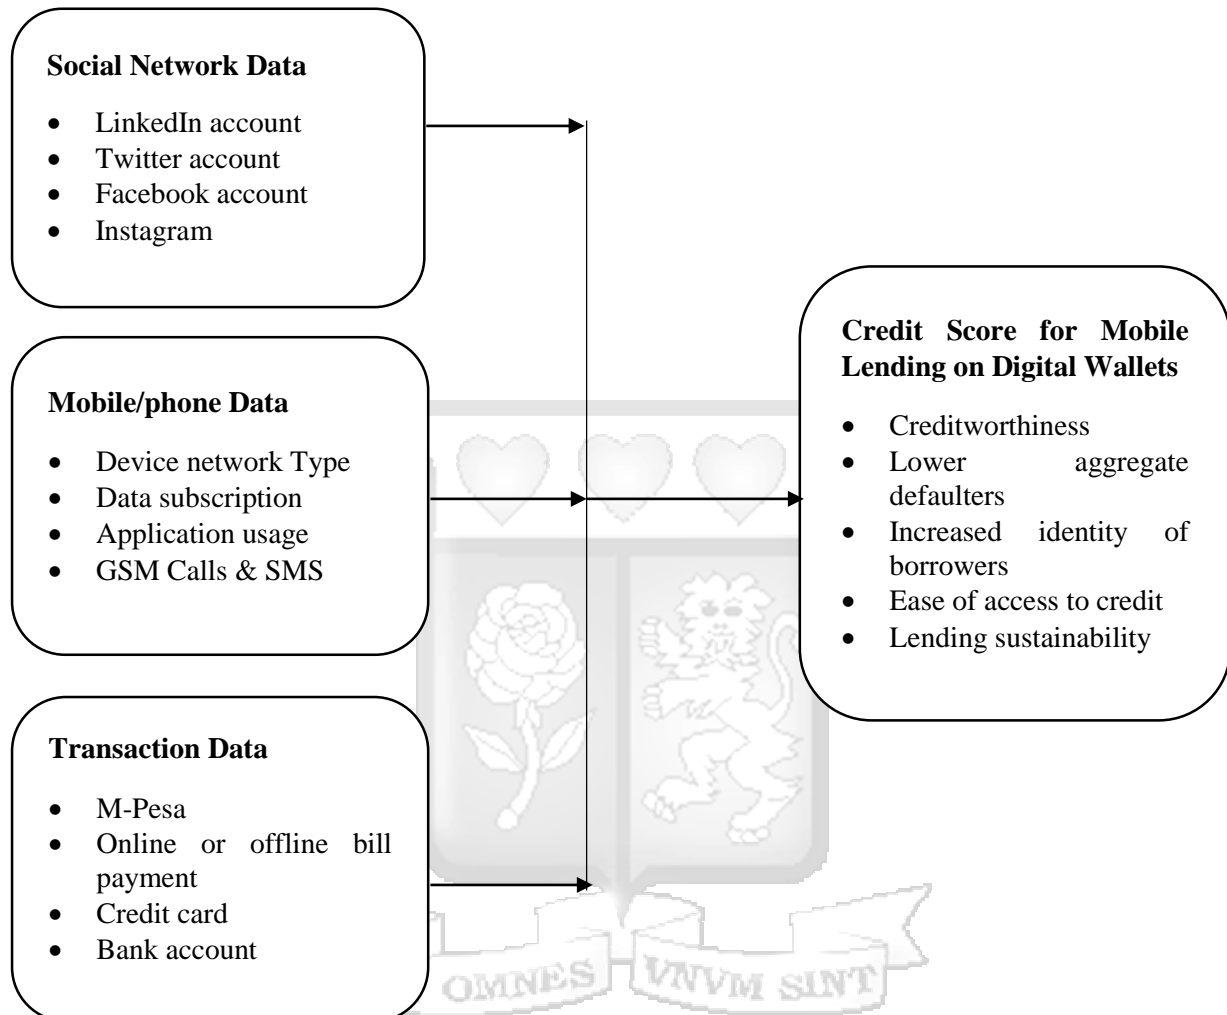 Social Network Data
• LinkedIn account
• Twitter account
• Facebook account
• Instagram
Mobile/phone Data
• Device network Type
• Data subscription
• Application usage
• GSM Calls & SMS
Transaction Data
• M-Pesa
• Online or offline bill
payment
• Credit card
• Bank account
Credit Score for Mobile
Lending on Digital Wallets
• Creditworthiness
• Lower aggregate
defaulters
• Increased identity of
borrowers
• Ease of access to credit
• Lending sustainability
OMNES VNVM SINT